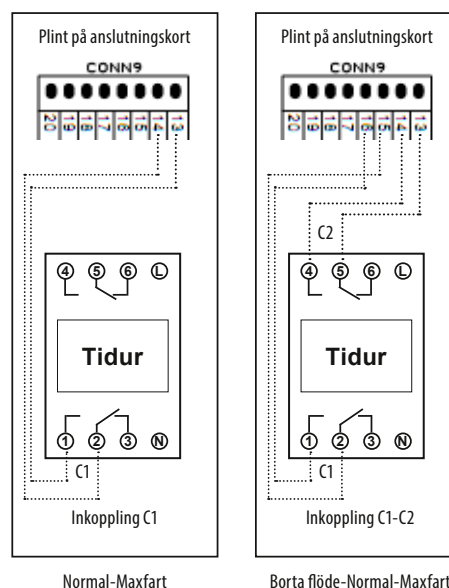 Plint på anslutningskort
CONN9
20 19 18 17 16 15 14 13
4 5 6 L
Tidur
1 2 3 N
C1
Inkoppling C1
Normal-Maxfart
Plint på anslutningskort
CONN9
20 19 18 17 16 15 14 13
C2
4 5 6 L
Tidur
1 2 3 N
C1
Inkoppling C1-C2
Borta flöde-Normal-Maxfart